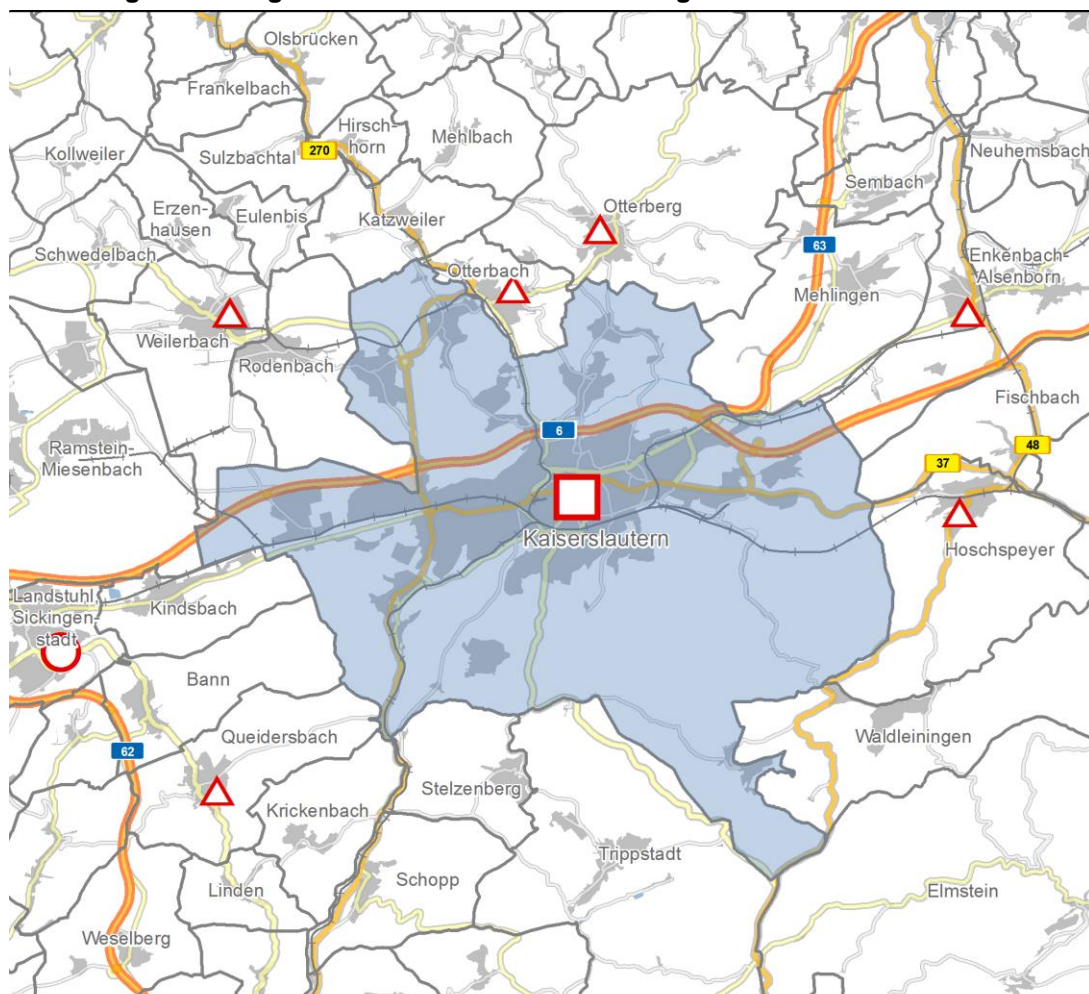 Olsbrücken
Frankelbach
Hirsch-
horn
Mehlbach
270
Sulzbachtal
Kollweiler
Neuhemsbach
Sembach
Erzen-
hausen
Eulenbis
Katzweiler
Otterberg
Schwedelbach
63
Enkenbach-
Alsenborn
Otterbach
Mehlingen
Weilerbach
Rodenbach
Fischbach
6
Ramstein-
Miesenbach
48
37
Kaiserslautern
Hoschspeyer
Landstuhl
Sickingen-
stadt
Kindsbach
Bann
Queidersbach
62
Waldleiningen
Stelzenberg
Krickenbach
Trippstadt
Schopp
Linden
Elmstein
Weselberg